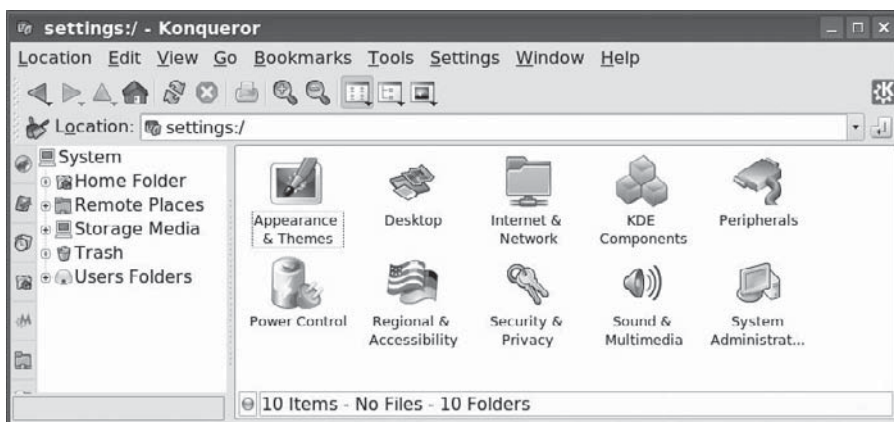 settings:/ - Konqueror
Location Edit View Go Bookmarks Tools Settings Window Help
Location: settings:/
System
Home Folder
Remote Places
Storage Media
Trash
Users Folders
Appearance & Themes
Desktop
Internet & Network
KDE Components
Peripherals
Power Control
Regional & Accessibility
Security & Privacy
Sound & Multimedia
System Administrat...
10 Items - No Files - 10 Folders